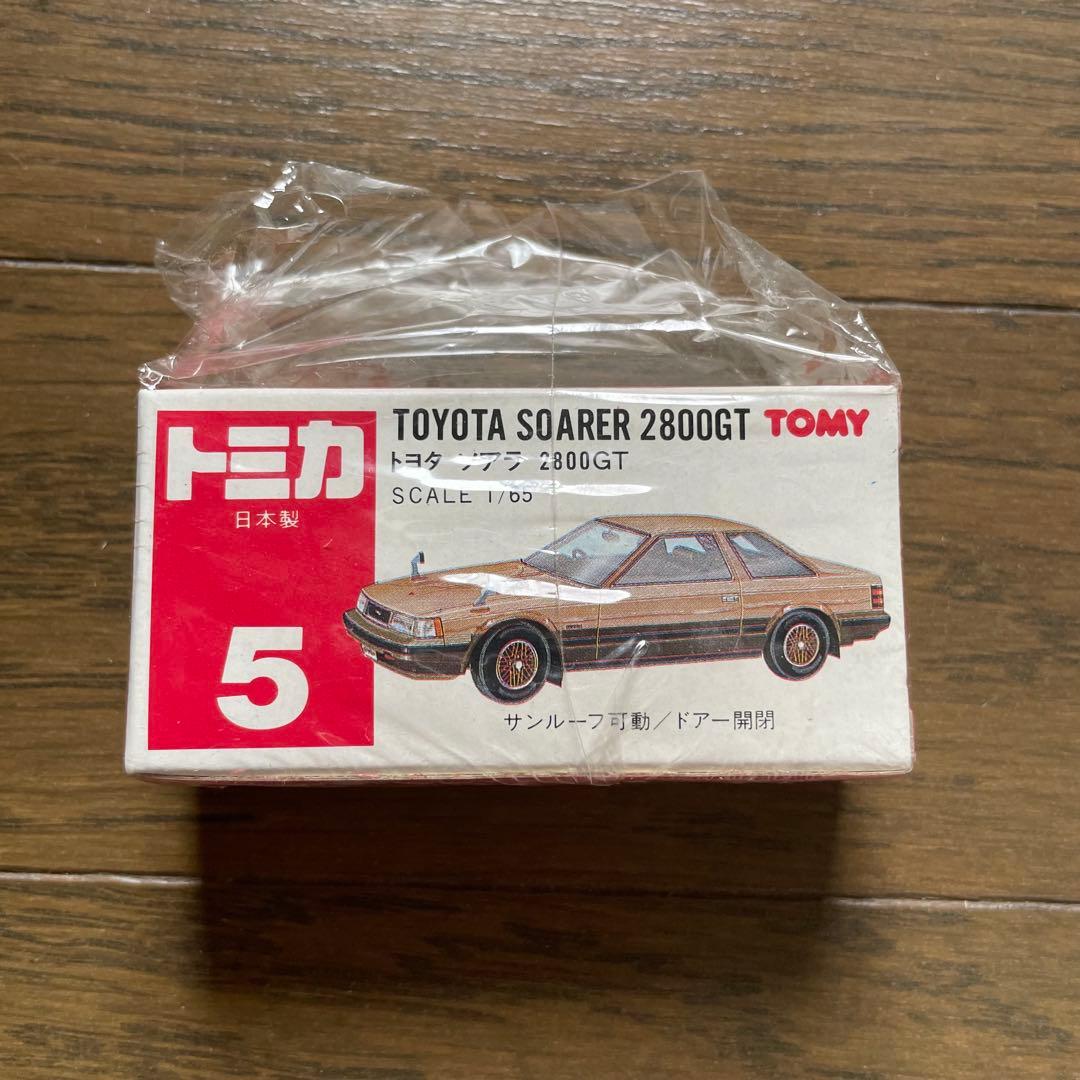 トミカ
日本製
5
TOYOTA SOARER 2800GT TOMY
トヨタ ソアラ 2800GT
SCALE 1/65
サンルーフ可動/ドアー開閉